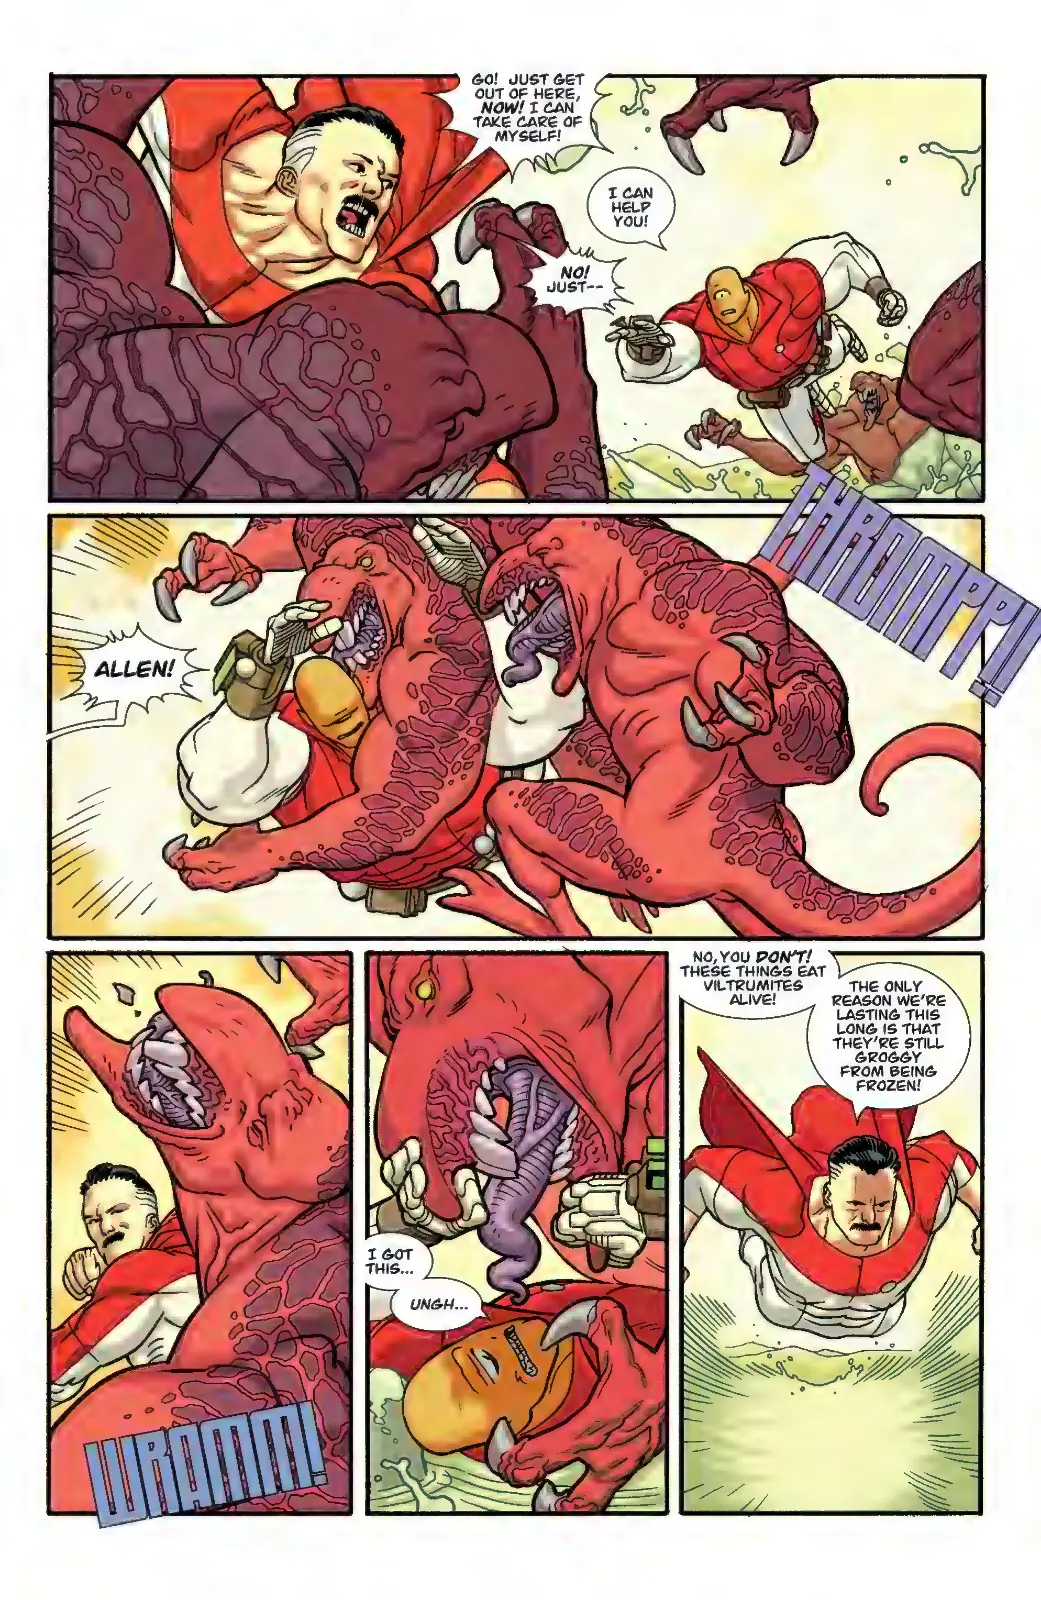 GO! JUST GET
OUT OF HERE,
NOW! I CAN
TAKE CARE OF
MYSELF!
I CAN
HELP
YOU!
NO!
JUST--
THROMPP!!
ALLEN!
WRAMM!
I GOT
THIS...
UNGH...
NO, YOU DON'T!
THESE THINGS EAT
VILTRUMITES
ALIVE!
THE ONLY
REASON WE'RE
LASTING THIS
LONG IS THAT
THEY'RE STILL
GROGGY
FROM BEING
FROZEN!